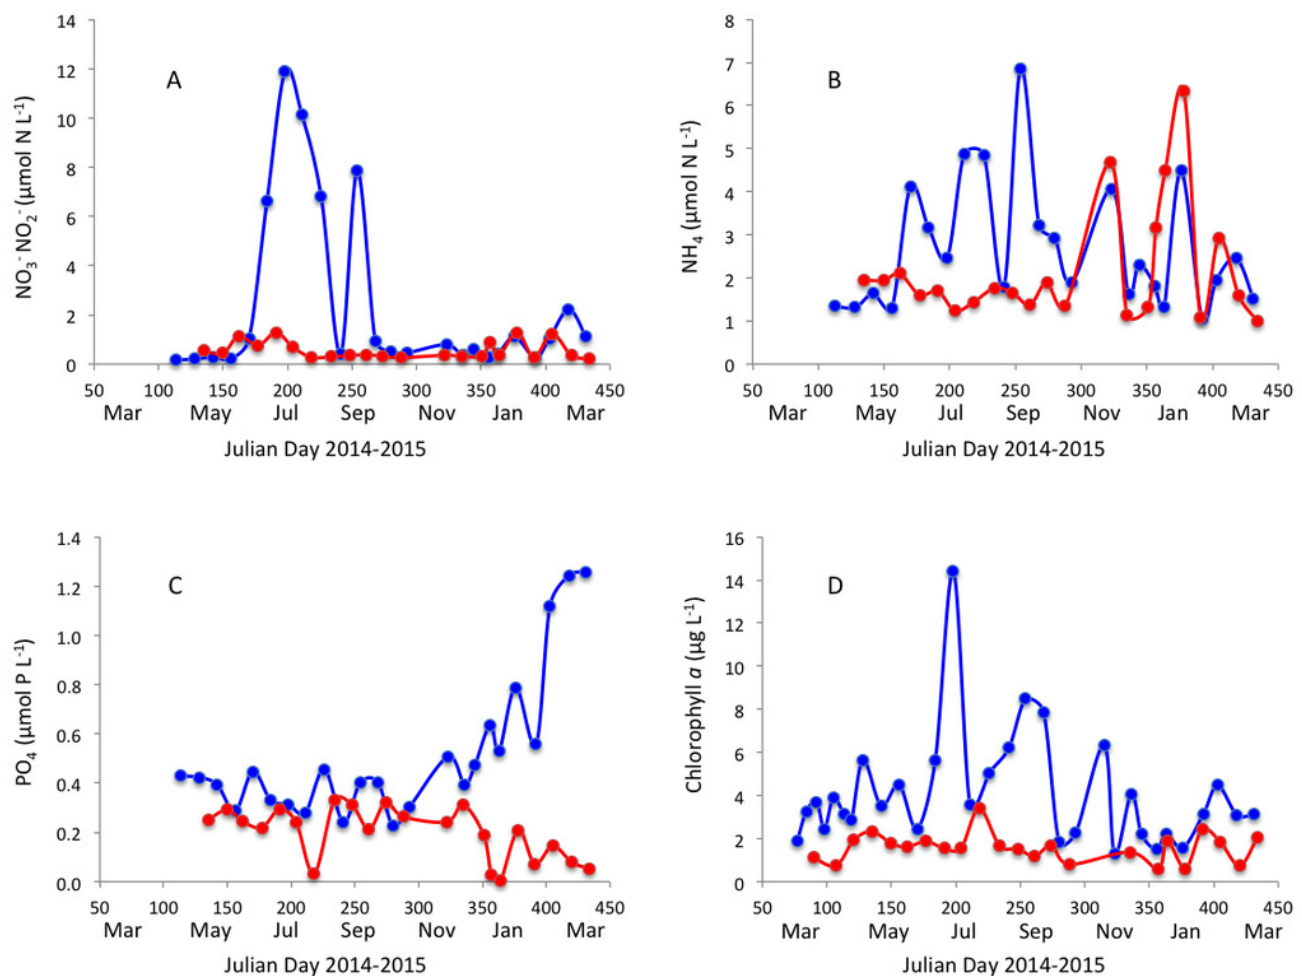 A
NO₃⁻ NO₂⁻ (µmol N L⁻¹)
14
12
10
8
6
4
2
0
50 100 150 200 250 300 350 400 450
Mar May Jul Sep Nov Jan Mar
Julian Day 2014-2015
B
NH₄ (µmol N L⁻¹)
8
7
6
5
4
3
2
1
0
50 100 150 200 250 300 350 400 450
Mar May Jul Sep Nov Jan Mar
Julian Day 2014-2015
C
PO₄ (µmol P L⁻¹)
1.4
1.2
1.0
0.8
0.6
0.4
0.2
0.0
50 100 150 200 250 300 350 400 450
Mar May Jul Sep Nov Jan Mar
Julian Day 2014-2015
D
Chlorophyll a (µg L⁻¹)
16
14
12
10
8
6
4
2
0
50 100 150 200 250 300 350 400 450
Mar May Jul Sep Nov Jan Mar
Julian Day 2014-2015